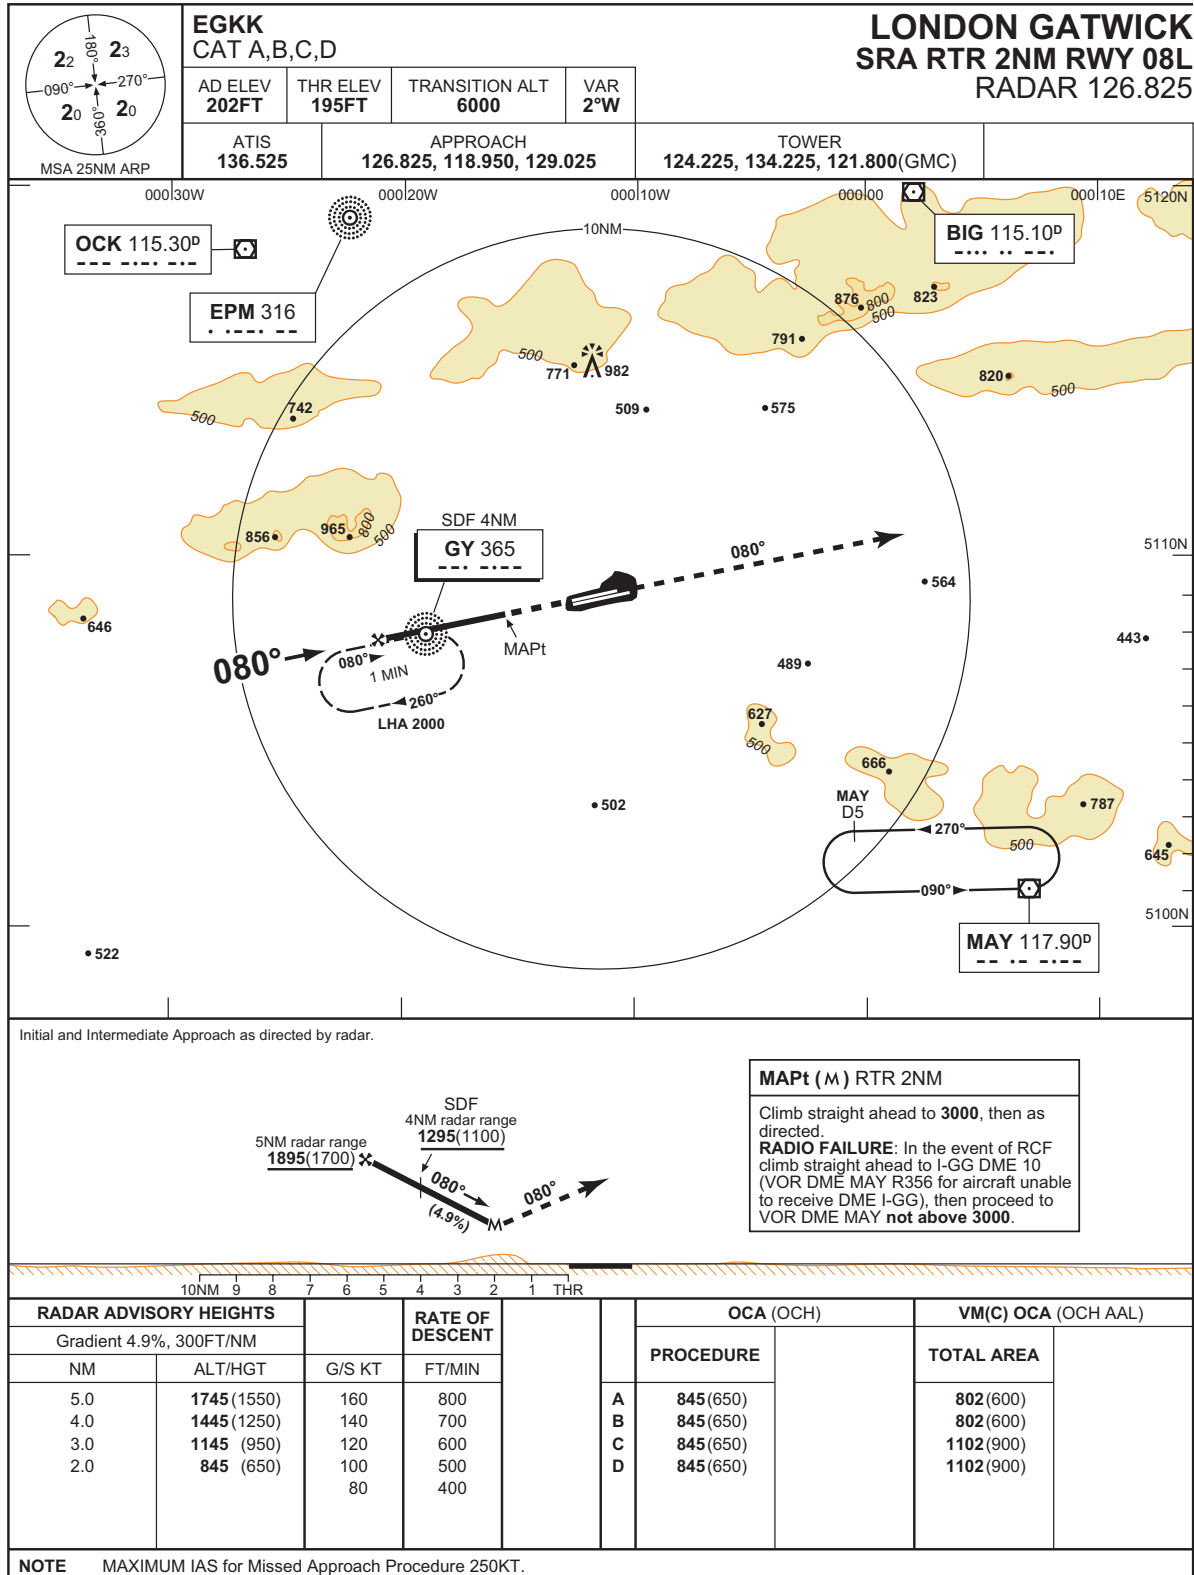 EGKK
CAT A,B,C,D
LONDON GATWICK
SRA RTR 2NM RWY 08L
RADAR 126.825
180°
270°
360°
090°
22
23
20
20
MSA 25NM ARP
AD ELEV
202FT
THR ELEV
195FT
TRANSITION ALT
6000
VAR
2°W
ATIS
136.525
APPROACH
126.825, 118.950, 129.025
TOWER
124.225, 134.225, 121.800(GMC)
00030W
00020W
00010W
00000
00010E
5120N
OCK 115.30D
EPM 316
BIG 115.10D
10NM
876
800
500
823
791
500
771
982
820
500
742
500
509
575
856
965
800
500
SDF 4NM
GY 365
080°
5110N
564
646
443
MAPt
080°
080°
1 MIN
260°
LHA 2000
489
627
500
666
502
MAY
D5
787
270°
500
645
090°
5100N
MAY 117.90D
522
Initial and Intermediate Approach as directed by radar.
SDF
4NM radar range
1295(1100)
5NM radar range
1895(1700)
080°
(4.9%)
M
080°
MAPt (M) RTR 2NM
Climb straight ahead to 3000, then as
directed.
RADIO FAILURE: In the event of RCF
climb straight ahead to I-GG DME 10
(VOR DME MAY R356 for aircraft unable
to receive DME I-GG), then proceed to
VOR DME MAY not above 3000.
10NM 9 8 7 6 5 4 3 2 1 THR
RADAR ADVISORY HEIGHTS
Gradient 4.9%, 300FT/NM
NM ALT/HGT
5.0 1745(1550)
4.0 1445(1250)
3.0 1145 (950)
2.0 845 (650)
RATE OF
DESCENT
G/S KT FT/MIN
160 800
140 700
120 600
100 500
80 400
OCA (OCH)
VM(C) OCA (OCH AAL)
PROCEDURE
TOTAL AREA
A 845(650) 802(600)
B 845(650) 802(600)
C 845(650) 1102(900)
D 845(650) 1102(900)
NOTE MAXIMUM IAS for Missed Approach Procedure 250KT.